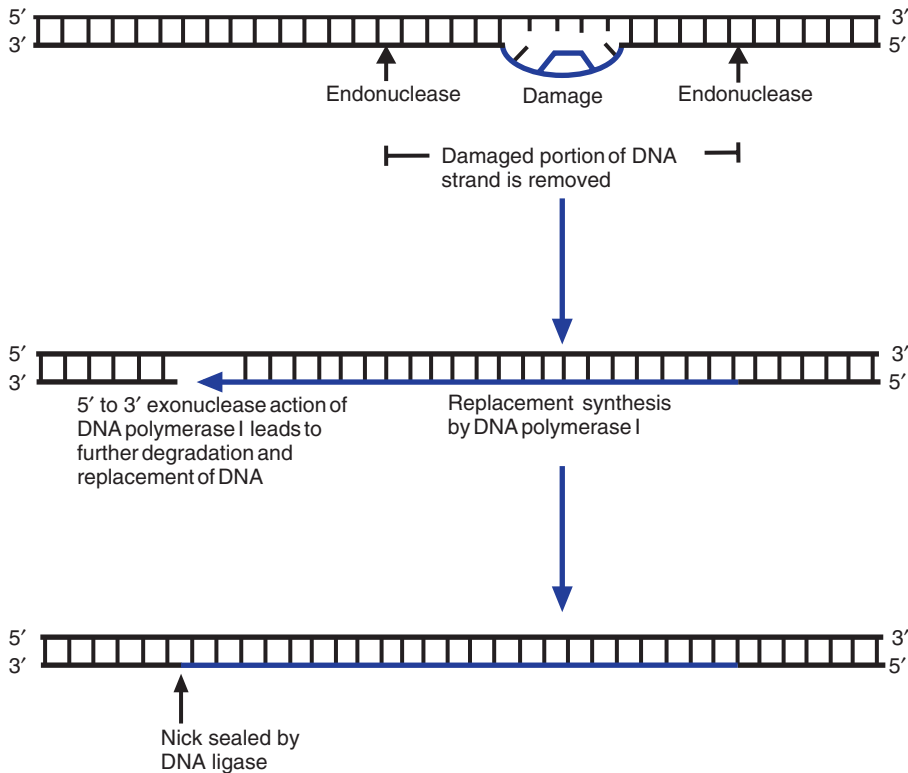 5′ 3′
3′ 5′
Endonuclease Damage Endonuclease
Damaged portion of DNA
strand is removed
5′ 3′
3′ 5′
5′ to 3′ exonuclease action of
DNA polymerase I leads to
further degradation and
replacement of DNA
Replacement synthesis
by DNA polymerase I
5′ 3′
3′ 5′
Nick sealed by
DNA ligase